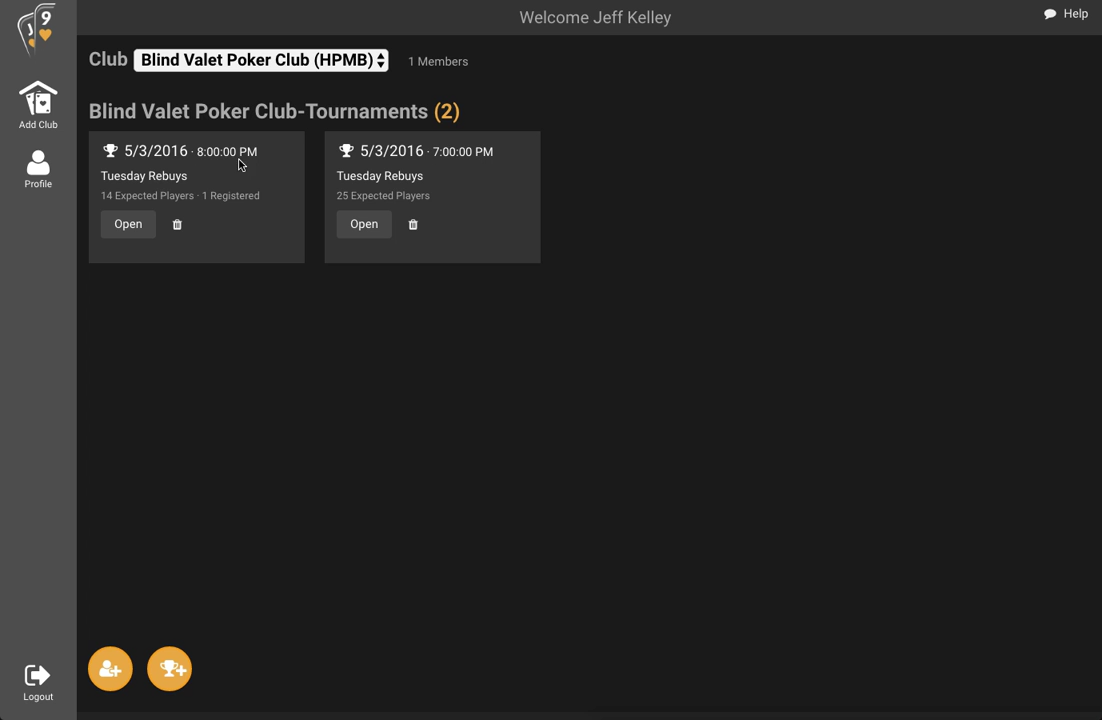 Welcome Jeff Kelley
Help
J 9
Add Club
Profile
Logout
Club Blind Valet Poker Club (HPMB) 1 Members
Blind Valet Poker Club-Tournaments (2)
5/3/2016 · 8:00:00 PM
Tuesday Rebuys
14 Expected Players · 1 Registered
Open
5/3/2016 · 7:00:00 PM
Tuesday Rebuys
25 Expected Players
Open